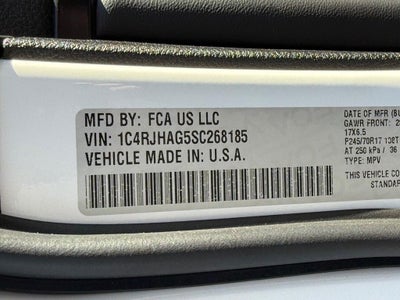 MFD BY: FCA US LLC
VIN: 1C4RJHAG5SC268185
VEHICLE MADE IN: U.S.A.
DATE OF MFR
GAWR FRONT:
17X6.5
P245/70R17
AT 250 kPa / 36
TYPE: MPV
THIS VEHICLE
STANDAR